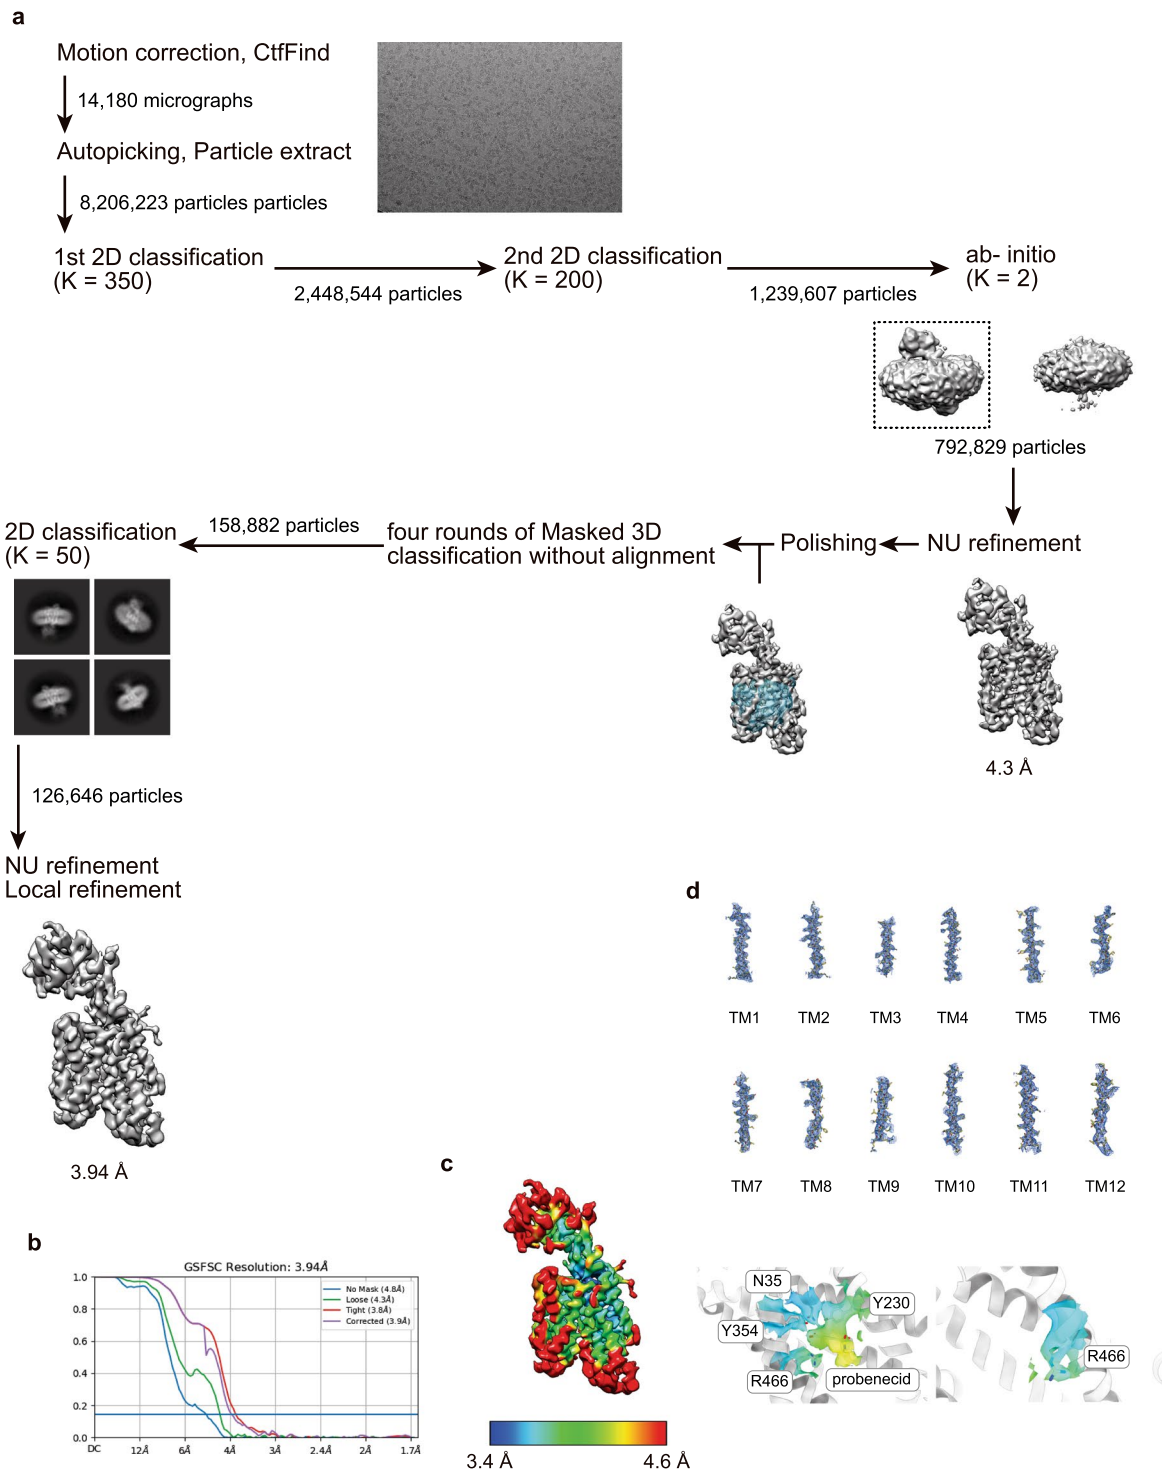 a
Motion correction, CtfFind
14,180 micrographs
Autopicking, Particle extract
8,206,223 particles particles
1st 2D classification
(K = 350)
2,448,544 particles
2nd 2D classification
(K = 200)
1,239,607 particles
ab- initio
(K = 2)
792,829 particles
NU refinement
4.3 Å
Polishing
four rounds of Masked 3D
classification without alignment
158,882 particles
2D classification
(K = 50)
126,646 particles
NU refinement
Local refinement
3.94 Å
b
GSFSC Resolution: 3.94Å
No Mask (4.8Å)
Loose (4.3Å)
Tight (3.8Å)
Corrected (3.9Å)
1.0
0.8
0.6
0.4
0.2
0.0
DC 12Å 6Å 4Å 3Å 2.4Å 2Å 1.7Å
c
3.4 Å 4.6 Å
d
TM1 TM2 TM3 TM4 TM5 TM6
TM7 TM8 TM9 TM10 TM11 TM12
N35
Y230
Y354
R466
probenecid
R466